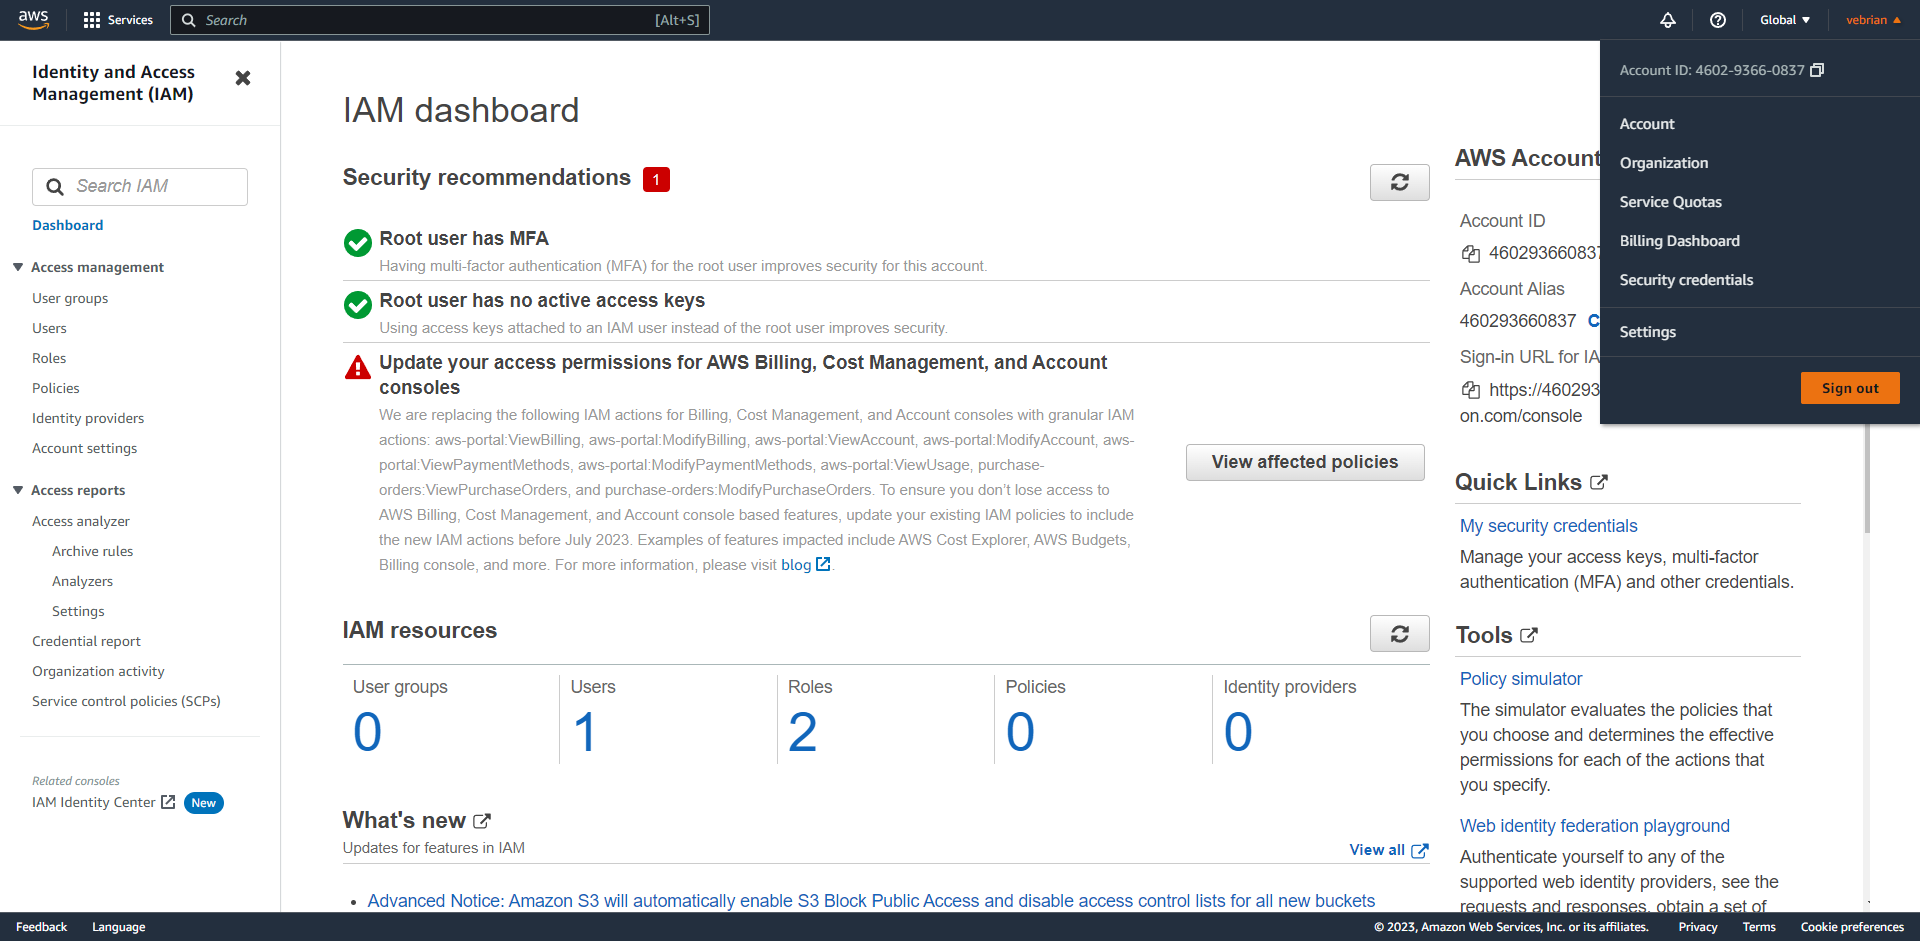 aws
Services
Search
[Alt+S]
Global
vebrian
Identity and Access
Management (IAM)
Search IAM
Dashboard
Access management
User groups
Users
Roles
Policies
Identity providers
Account settings
Access reports
Access analyzer
Archive rules
Analyzers
Settings
Credential report
Organization activity
Service control policies (SCPs)
Related consoles
IAM Identity Center
New
IAM dashboard
Security recommendations 1
Root user has MFA
Having multi-factor authentication (MFA) for the root user improves security for this account.
Root user has no active access keys
Using access keys attached to an IAM user instead of the root user improves security.
Update your access permissions for AWS Billing, Cost Management, and Account
consoles
We are replacing the following IAM actions for Billing, Cost Management, and Account consoles with granular IAM
actions: aws-portal:ViewBilling, aws-portal:ModifyBilling, aws-portal:ViewAccount, aws-portal:ModifyAccount, aws-
portal:ViewPaymentMethods, aws-portal:ModifyPaymentMethods, aws-portal:ViewUsage, purchase-
orders:ViewPurchaseOrders, and purchase-orders:ModifyPurchaseOrders. To ensure you don't lose access to
AWS Billing, Cost Management, and Account console based features, update your existing IAM policies to include
the new IAM actions before July 2023. Examples of features impacted include AWS Cost Explorer, AWS Budgets,
Billing console, and more. For more information, please visit blog .
View affected policies
IAM resources
User groups
0
Users
1
Roles
2
Policies
0
Identity providers
0
What's new
Updates for features in IAM
View all
• Advanced Notice: Amazon S3 will automatically enable S3 Block Public Access and disable access control lists for all new buckets
AWS Account
Account ID
460293660837
Account Alias
460293660837 C
Sign-in URL for IA
https://460293
on.com/console
Quick Links
My security credentials
Manage your access keys, multi-factor
authentication (MFA) and other credentials.
Tools
Policy simulator
The simulator evaluates the policies that
you choose and determines the effective
permissions for each of the actions that
you specify.
Web identity federation playground
Authenticate yourself to any of the
supported web identity providers, see the
requests and responses, obtain a set of
Account ID: 4602-9366-0837
Account
Organization
Service Quotas
Billing Dashboard
Security credentials
Settings
Sign out
Feedback
Language
© 2023, Amazon Web Services, Inc. or its affiliates.
Privacy
Terms
Cookie preferences